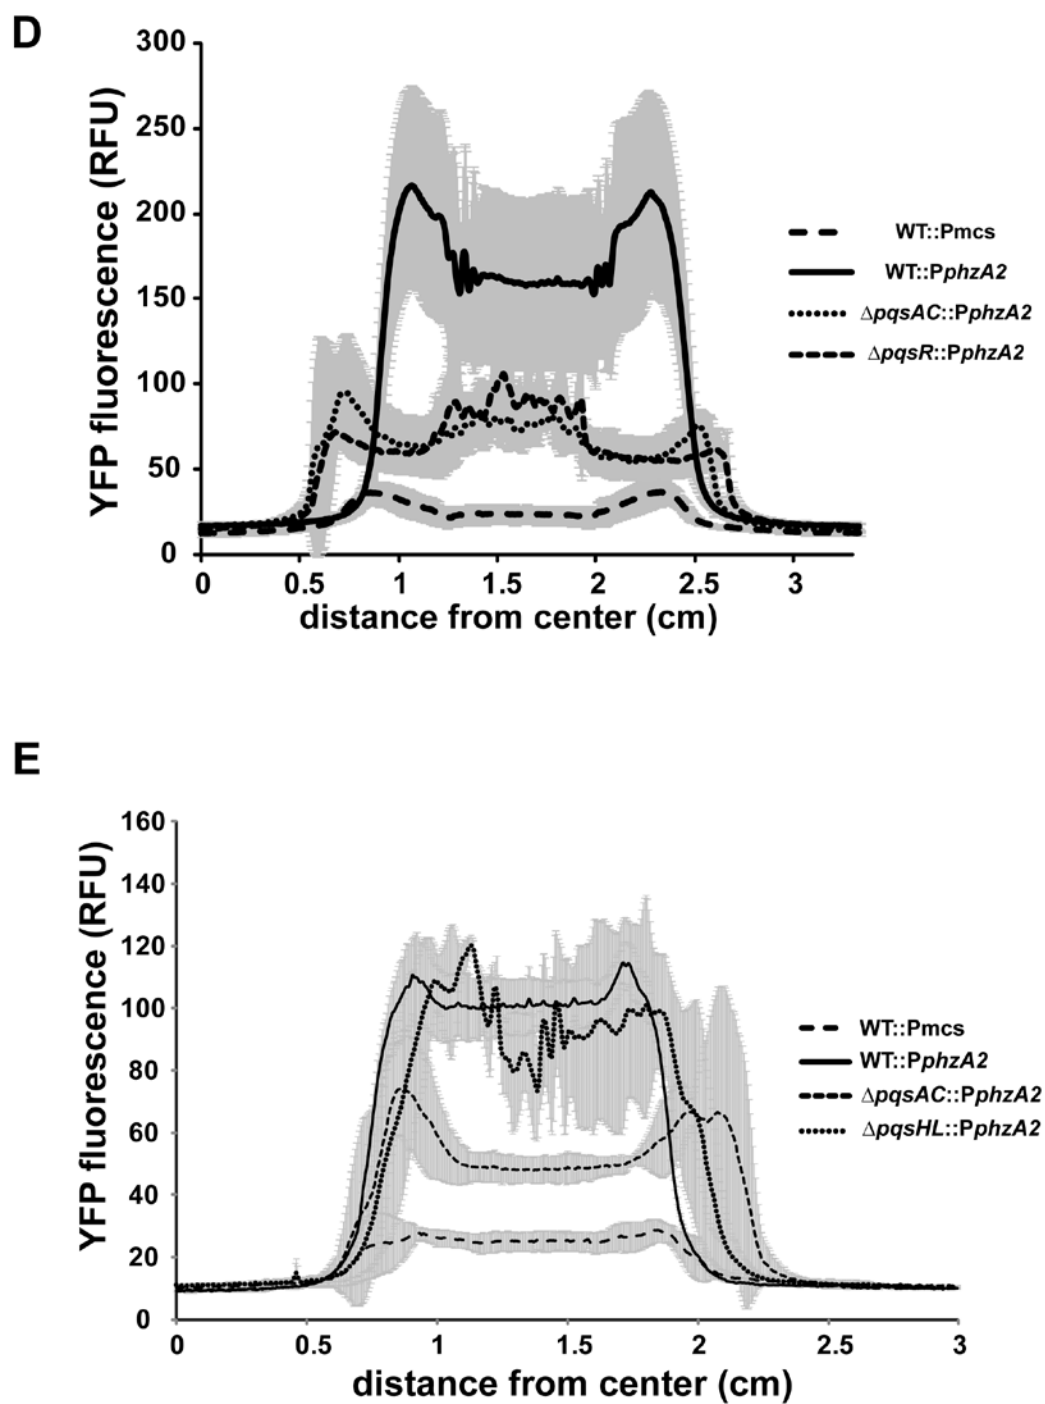 D
300
250
200
150
100
50
0
YFP fluorescence (RFU)
0 0.5 1 1.5 2 2.5 3
distance from center (cm)
WT::Pmcs
WT::PphzA2
ΔpqsAC::PphzA2
ΔpqsR::PphzA2
E
160
140
120
100
80
60
40
20
0
YFP fluorescence (RFU)
0 0.5 1 1.5 2 2.5 3
distance from center (cm)
WT::Pmcs
WT::PphzA2
ΔpqsAC::PphzA2
ΔpqsHL::PphzA2